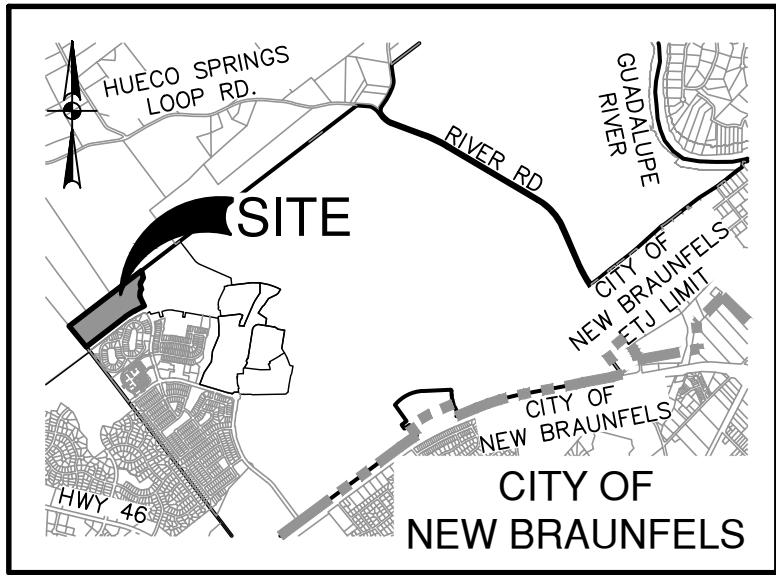 HUECO SPRINGS
LOOP RD.
GUADALUPE
RIVER
RIVER RD
SITE
CITY OF
NEW BRAUNFELS
ETJ LIMIT
CITY OF
NEW BRAUNFELS
HWY 46
CITY OF
NEW BRAUNFELS